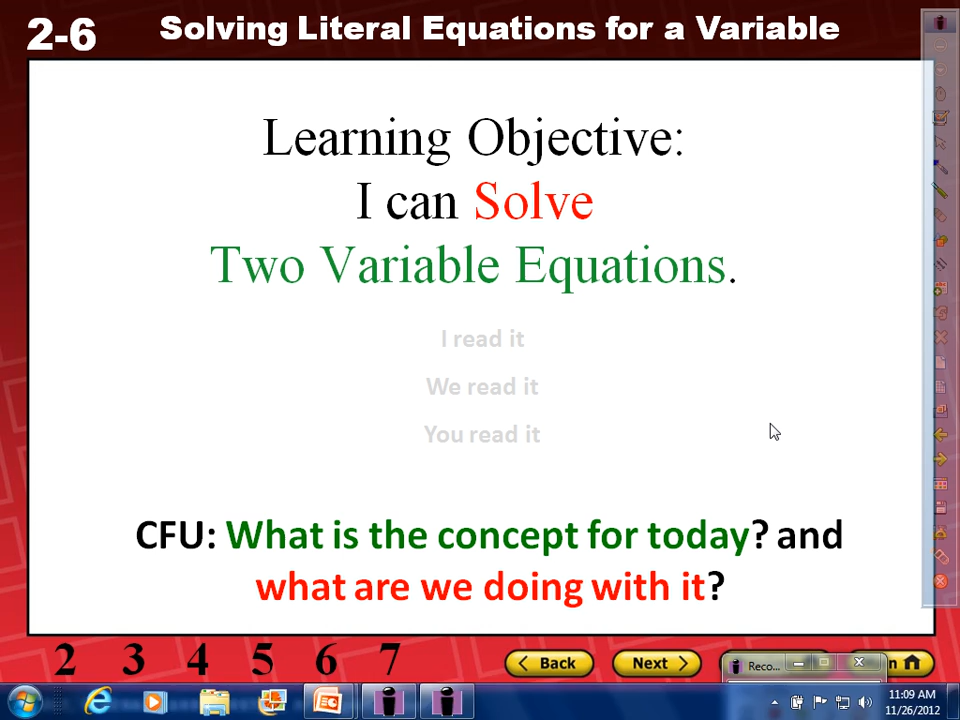 2-6 Solving Literal Equations for a Variable
Learning Objective:
I can Solve
Two Variable Equations.
I read it
We read it
You read it
CFU: What is the concept for today? and
what are we doing with it?
2 3 4 5 6 7 < Back Next > Reco...
11:09 AM
11/26/2012